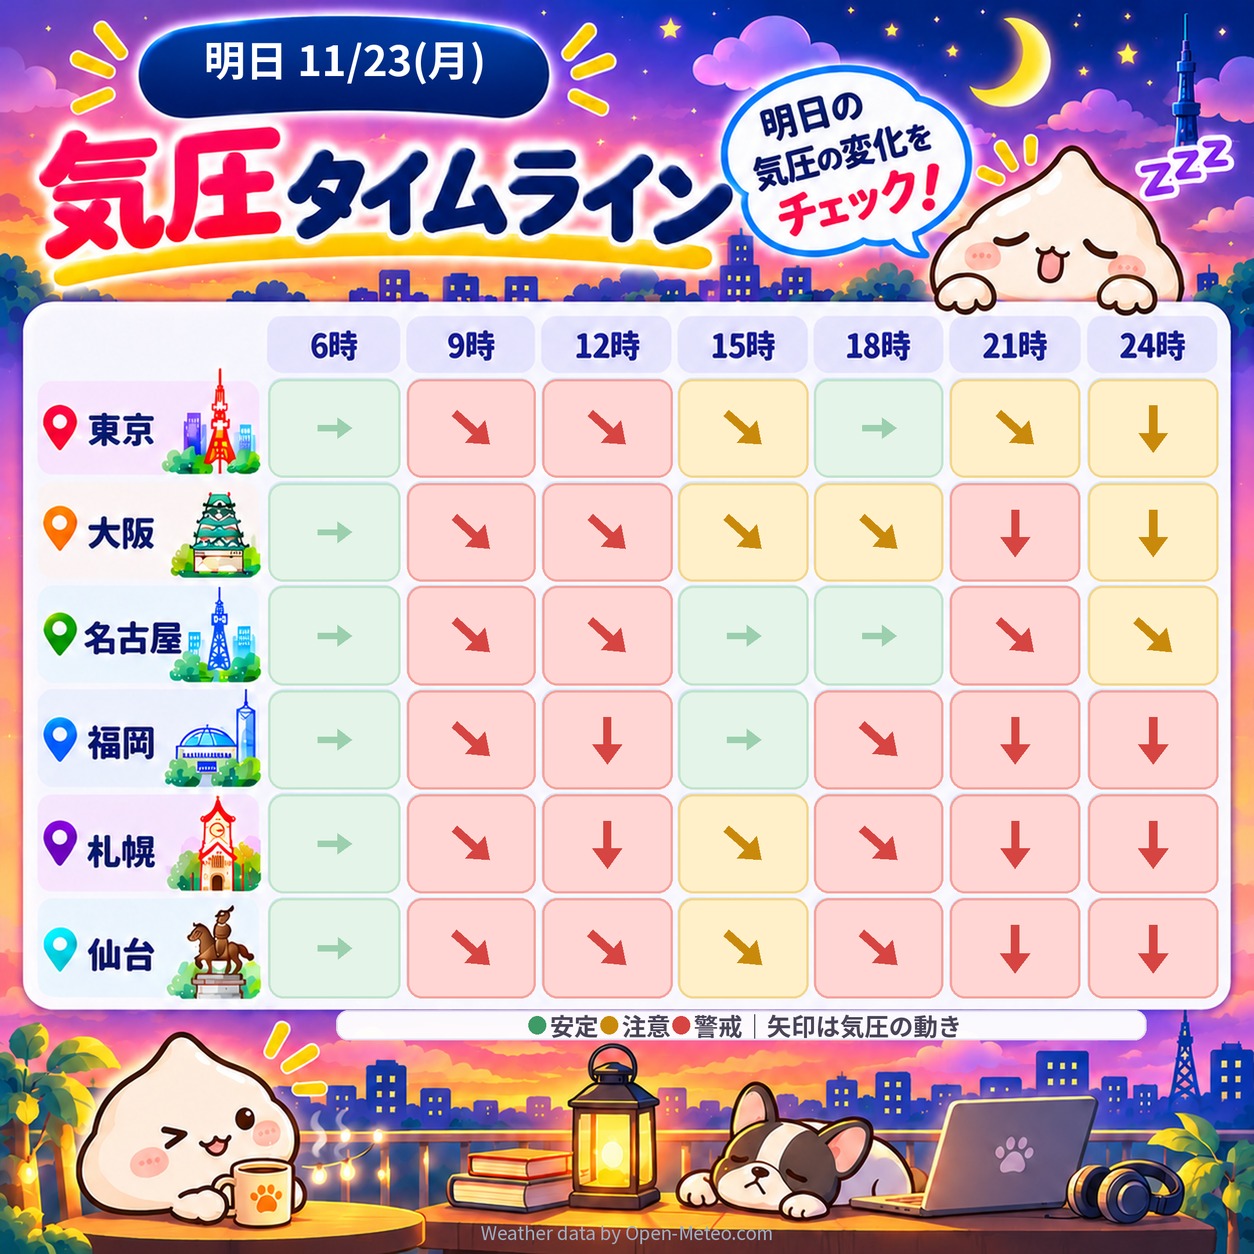 明日 11/23(月)
気圧タイムライン
明日の
気圧の変化を
チェック!
ZZZ
6時 9時 12時 15時 18時 21時 24時
東京 → ↘ ↘ ↘ → ↘ ↓
大阪 → ↘ ↘ ↘ ↘ ↓ ↓
名古屋 → ↘ ↘ → → ↘ ↘
福岡 → ↘ ↓ → ↘ ↓ ↓
札幌 → ↘ ↓ ↘ ↘ ↓ ↓
仙台 → ↘ ↘ ↘ ↘ ↓ ↓
●安定●注意●警戒｜矢印は気圧の動き
Weather data by Open-Meteo.com